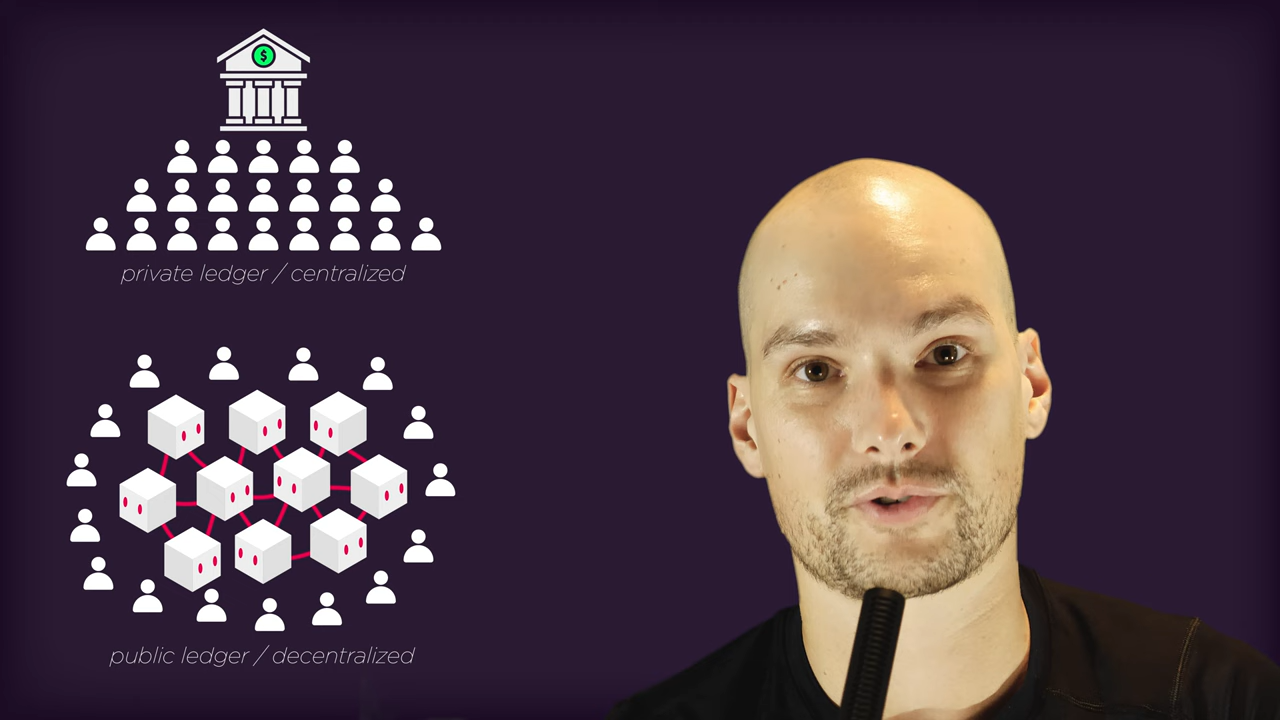 $
private ledger / centralized
public ledger / decentralized